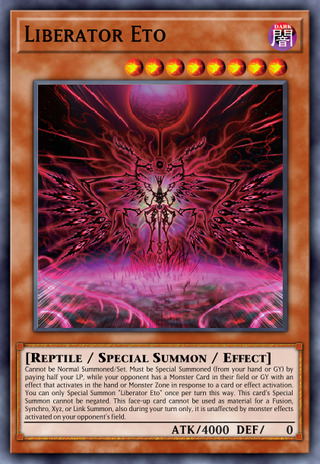 Liberator Eto
DARK
闇
[Reptile / Special Summon / Effect]
Cannot be Normal Summoned/Set. Must be Special Summoned (from your hand or GY) by
paying half your LP, while your opponent has a Monster Card in their field or GY with an
effect that activates in the hand or Monster Zone in response to a card or effect activation.
You can only Special Summon "Liberator Eto" once per turn this way. This card's Special
Summon cannot be negated. This face-up card cannot be used as material for a Fusion,
Synchro, Xyz, or Link Summon, also during your turn only, it is unaffected by monster effects
activated on your opponent's field.
ATK/4000 DEF/ 0